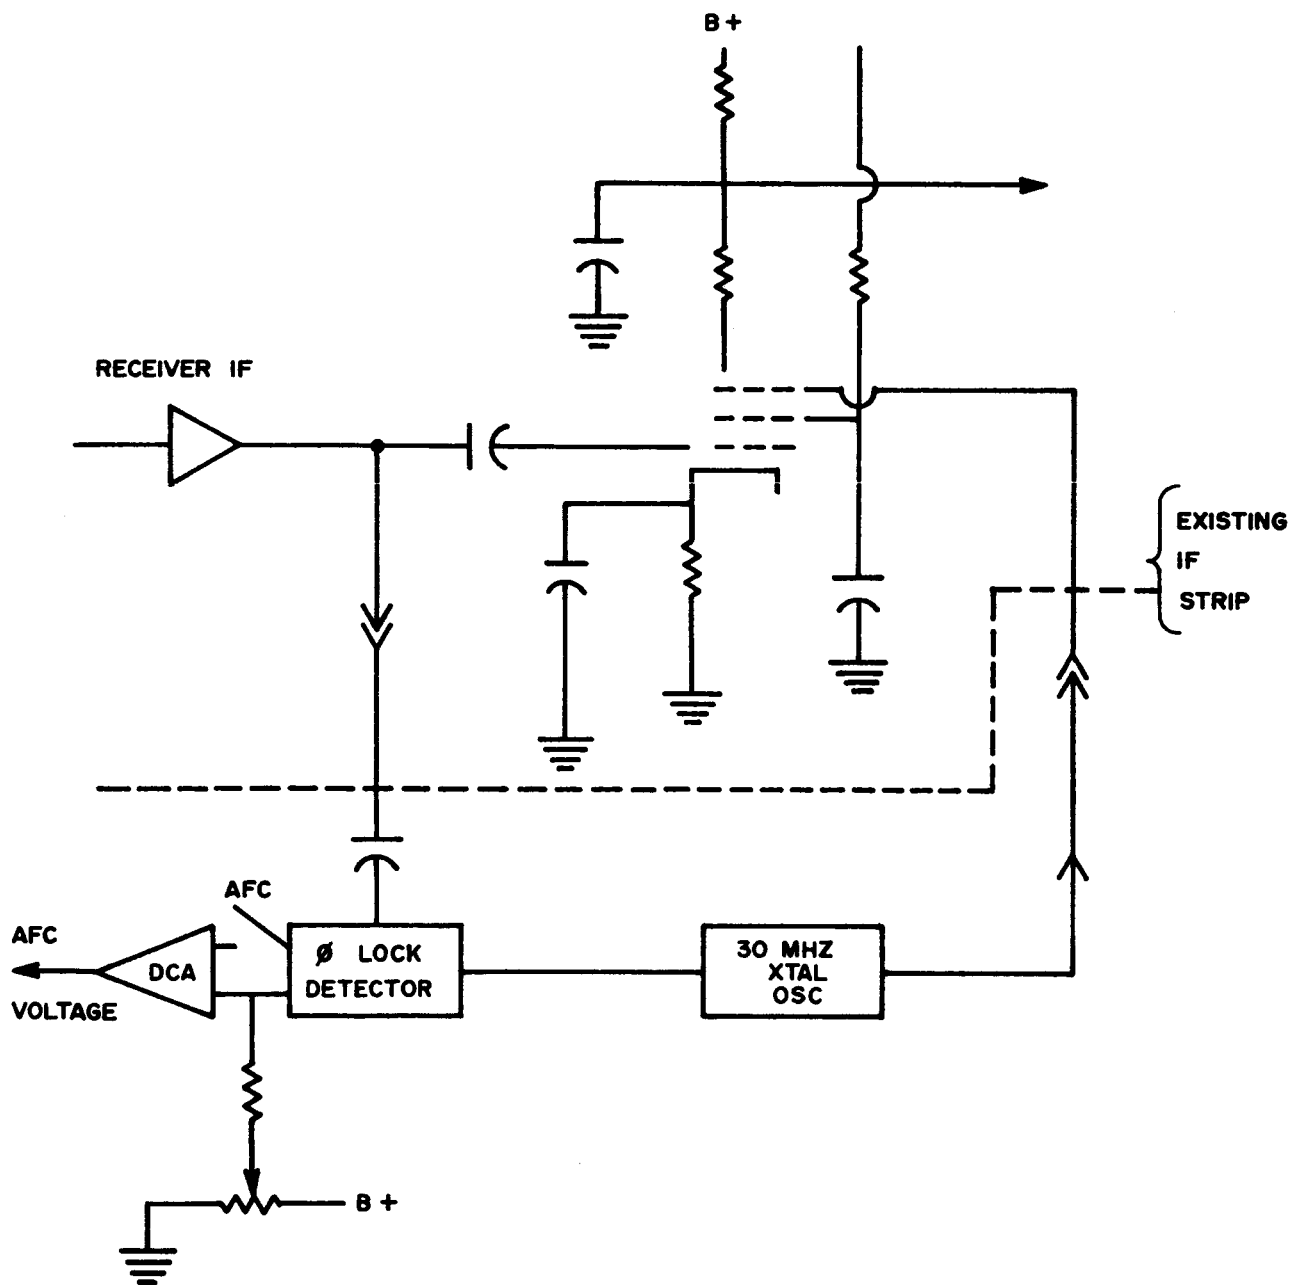 B+
RECEIVER IF
EXISTING
IF
STRIP
AFC
AFC
VOLTAGE
DCA
Ø LOCK
DETECTOR
30 MHZ
XTAL
OSC
B+